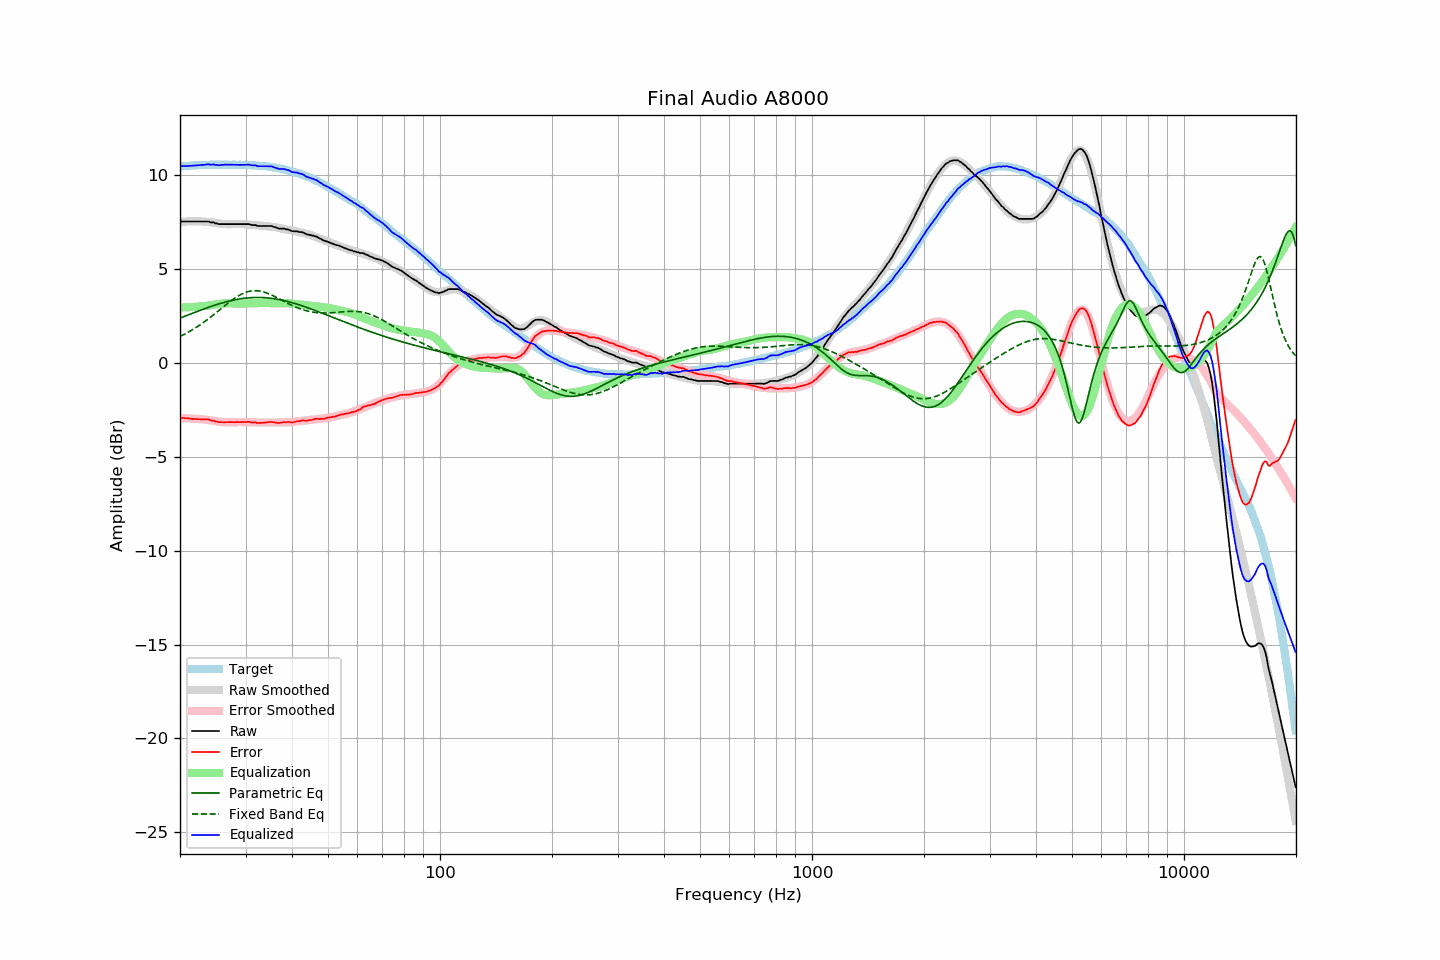 Final Audio A8000
Amplitude (dBr)
10
5
0
−5
−10
−15
−20
−25
Target
Raw Smoothed
Error Smoothed
Raw
Error
Equalization
Parametric Eq
Fixed Band Eq
Equalized
100
1000
10000
Frequency (Hz)